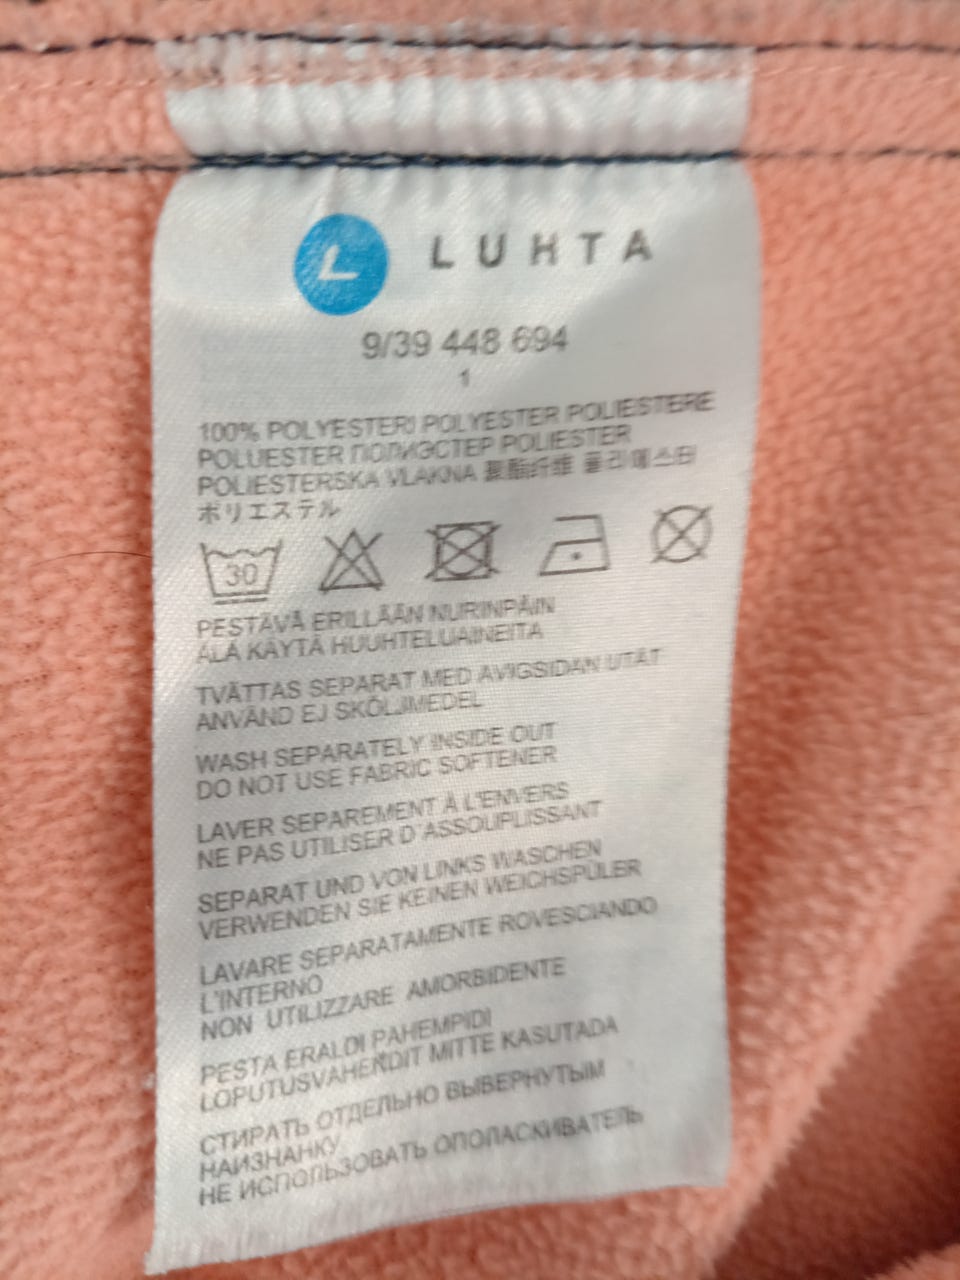 L LUHTA
9/39 448 694
1
100% POLYESTERI POLYESTER POLIESTERE
POLUESTER ПОЛИЭСТЕР POLIESTER
POLIESTERSKA VLAKNA 聚酯纤维 폴리에스터
ポリエステル
30
PESTÄVÄ ERILLÄÄN NURINPÄIN
ÄLÄ KÄYTÄ HUUHTELUAINEITA
TVÄTTAS SEPARAT MED AVIGSIDAN UTÅT
ANVÄND EJ SKÖLJMEDEL
WASH SEPARATELY INSIDE OUT
DO NOT USE FABRIC SOFTENER
LAVER SEPAREMENT À L'ENVERS
NE PAS UTILISER D'ASSOUPLISSANT
SEPARAT UND VON LINKS WASCHEN
VERWENDEN SIE KEINEN WEICHSPÜLER
LAVARE SEPARATAMENTE ROVESCIANDO
L'INTERNO
NON UTILIZZARE AMORBIDENTE
PESTA ERALDI PAHEMPIDI
LOPUTUSVAHENDIT MITTE KASUTADA
СТИРАТЬ ОТДЕЛЬНО ВЫВЕРНУТЫМ
НАИЗНАНКУ
НЕ ИСПОЛЬЗОВАТЬ ОПОЛАСКИВАТЕЛЬ